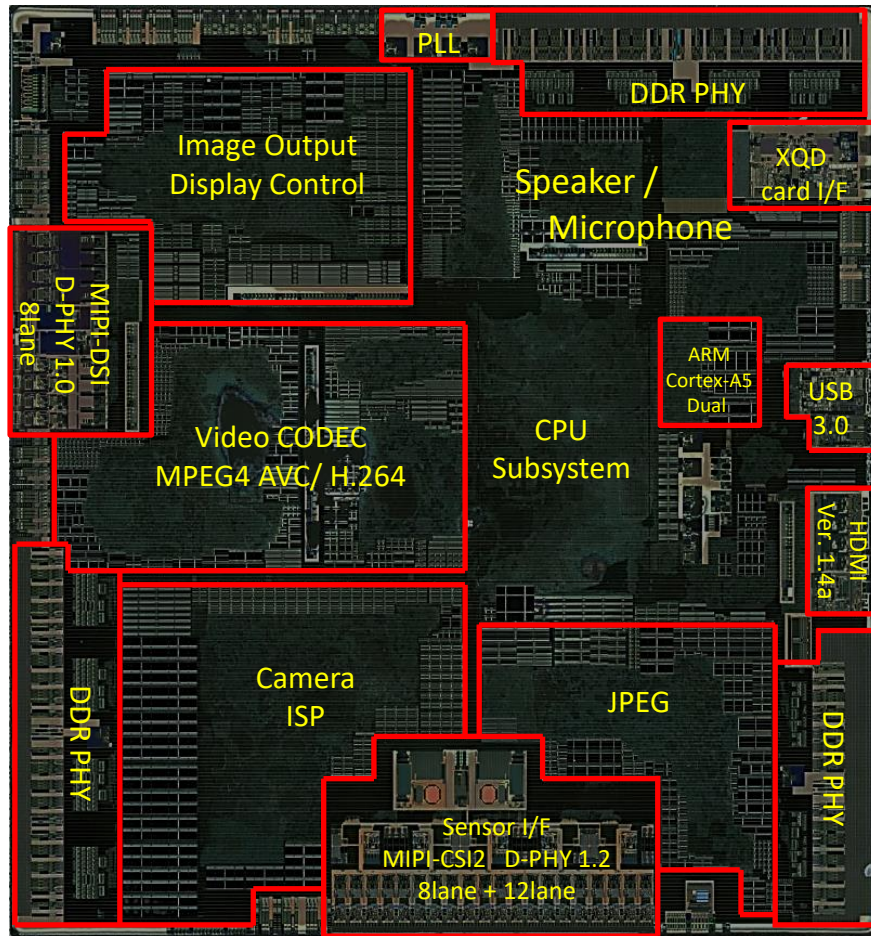 PLL
DDR PHY
Image Output
Display Control
XQD
card I/F
Speaker /
Microphone
MIPI-DSI
D-PHY 1.0
8lane
ARM
Cortex-A5
Dual
USB
3.0
Video CODEC
MPEG4 AVC/ H.264
CPU
Subsystem
HDMI
Ver. 1.4a
DDR PHY
Camera
ISP
JPEG
DDR PHY
Sensor I/F
MIPI-CSI2 D-PHY 1.2
8lane + 12lane